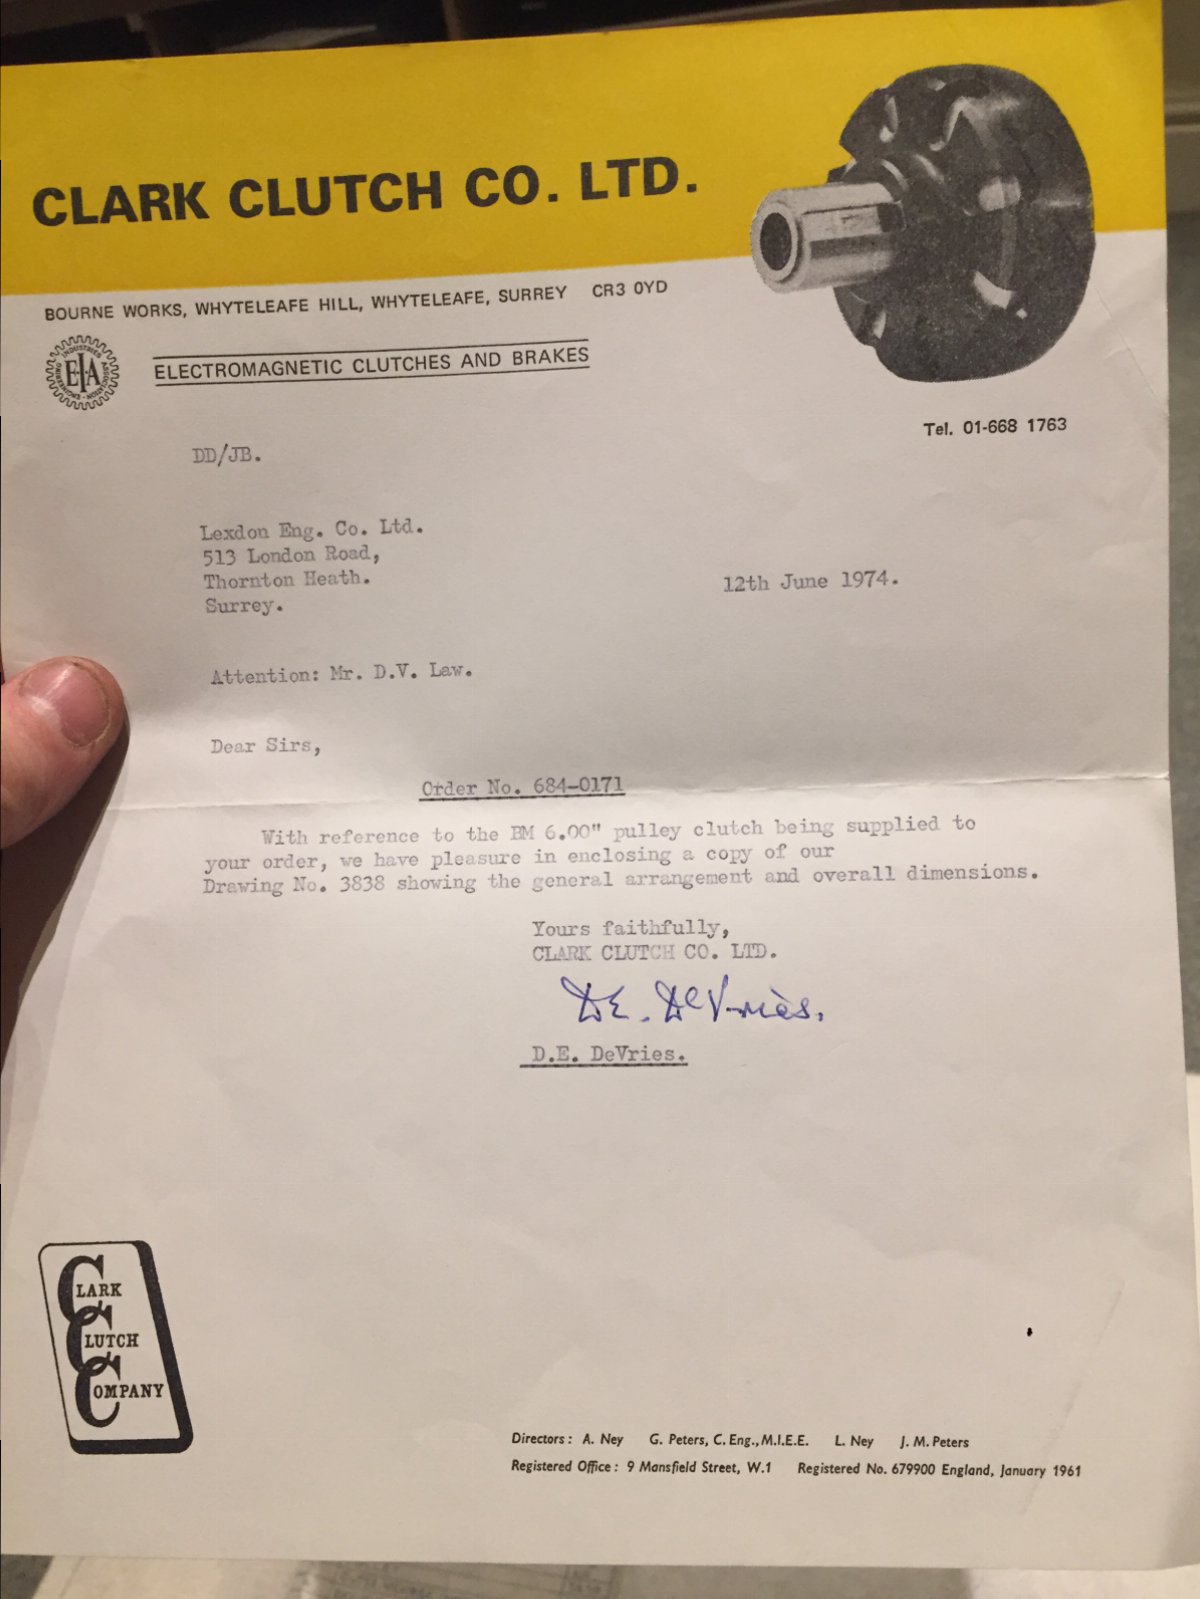 CLARK CLUTCH CO. LTD.
BOURNE WORKS, WHYTELEAFE HILL, WHYTELEAFE, SURREY CR3 0YD
E·I·A
ENGINEERING INDUSTRIES ASSOCIATION
ELECTROMAGNETIC CLUTCHES AND BRAKES
Tel. 01-668 1763
DD/JB.
Lexdon Eng. Co. Ltd.
513 London Road,
Thornton Heath.
Surrey.
12th June 1974.
Attention: Mr. D.V. Law.
Dear Sirs,
Order No. 684-0171
With reference to the BM 6.00" pulley clutch being supplied to
your order, we have pleasure in enclosing a copy of our
Drawing No. 3838 showing the general arrangement and overall dimensions.
Yours faithfully,
CLARK CLUTCH CO. LTD.
D.E. DeVries.
D.E. DeVries.
CLARK
CLUTCH
COMPANY
Directors: A. Ney G. Peters, C. Eng., M.I.E.E. L. Ney J. M. Peters
Registered Office: 9 Mansfield Street, W.1 Registered No. 679900 England, January 1961